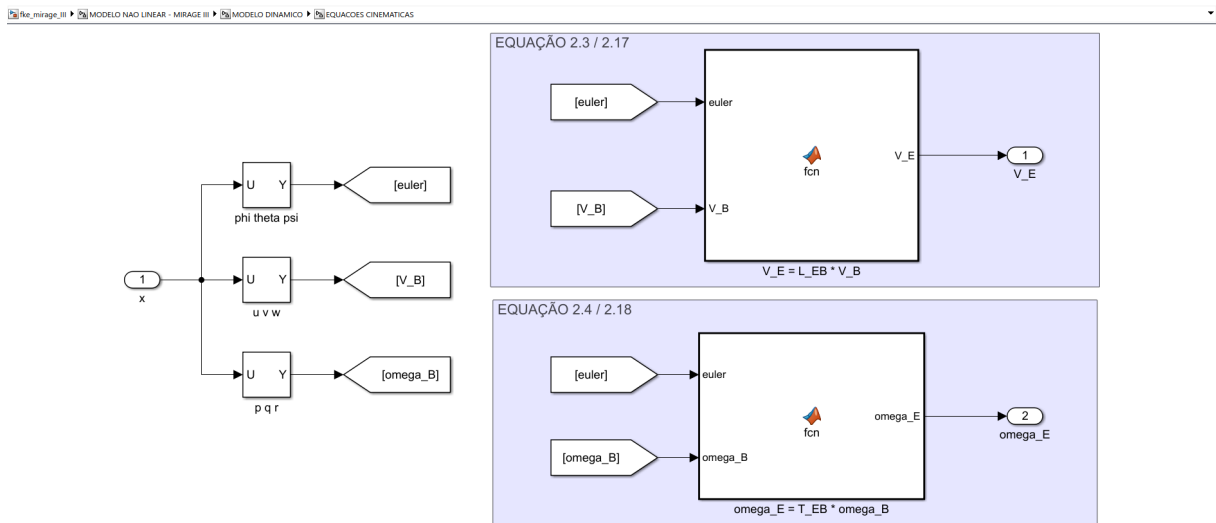 fke_mirage_III MODELO NAO LINEAR - MIRAGE III MODELO DINAMICO EQUACOES CINEMATICAS
1
x
U Y
phi theta psi
[euler]
U Y
u v w
[V_B]
U Y
p q r
[omega_B]
EQUAÇÃO 2.3 / 2.17
[euler]
[V_B]
euler
V_B
fcn
V_E
V_E = L_EB * V_B
1
V_E
EQUAÇÃO 2.4 / 2.18
[euler]
[omega_B]
euler
omega_B
fcn
omega_E
omega_E = T_EB * omega_B
2
omega_E